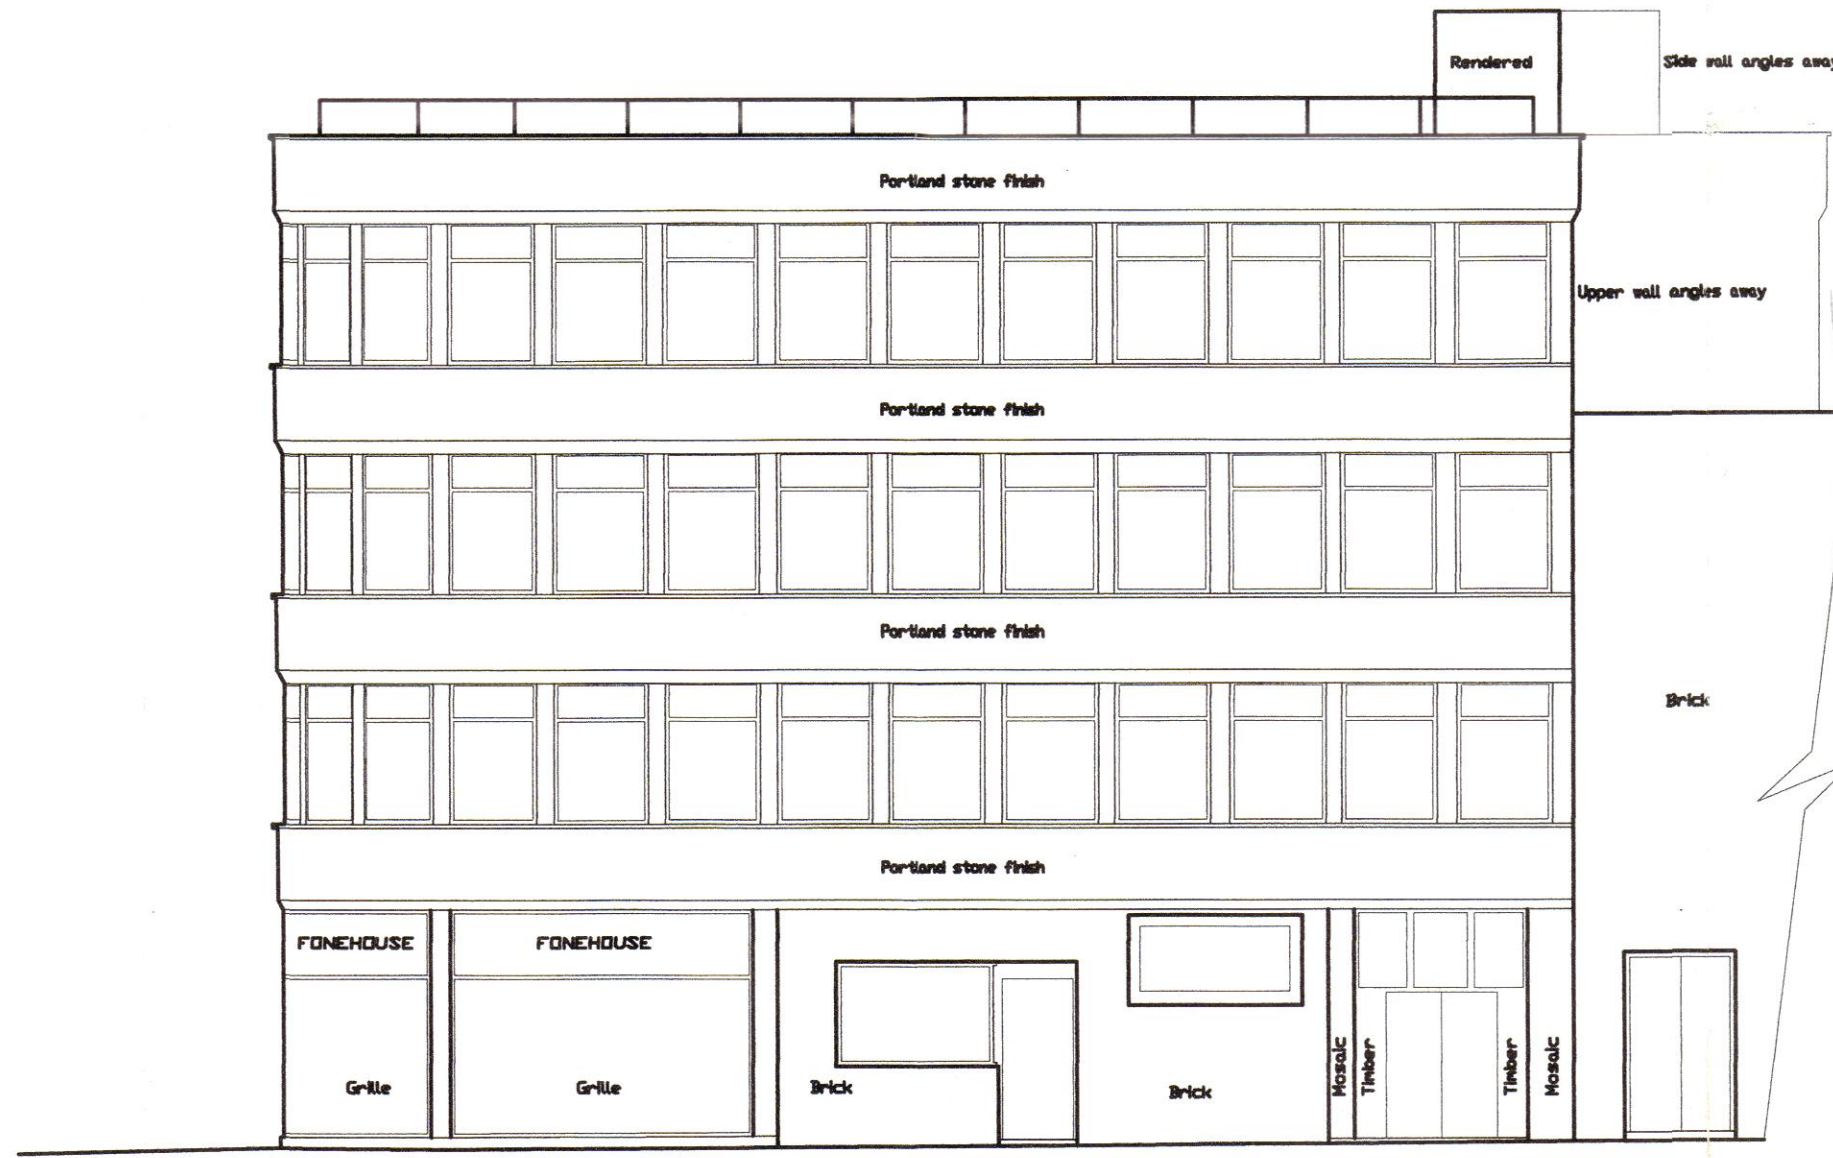 Rendered
Side wall angles away
Portland stone finish
Upper wall angles away
Portland stone finish
Portland stone finish
Brick
Portland stone finish
FONEHOUSE
FONEHOUSE
Grille
Grille
Brick
Brick
Mosaic
Timber
Timber
Mosaic